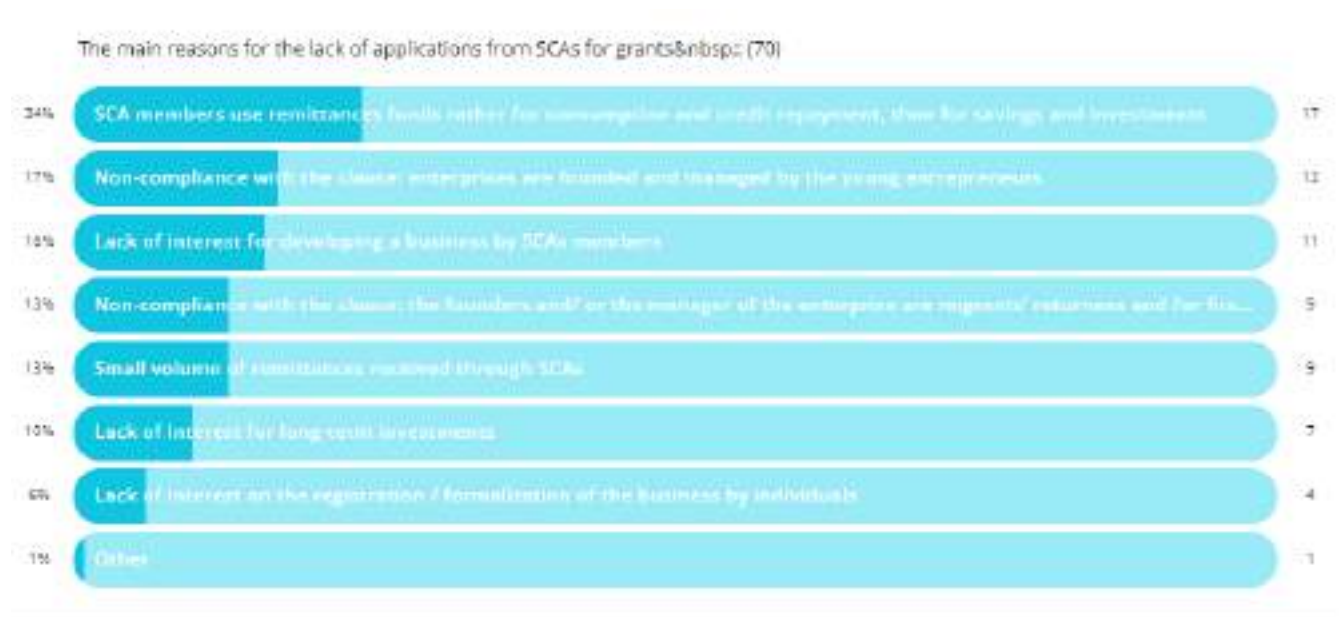 The main reasons for the lack of applications from SCAs for grants&nbsp;: (70)
24% SCA members use remittances funds rather for consumption and credit repayment, than for savings and investment 17
17% Non-compliance with the clause: enterprises are founded and managed by the young entrepreneurs 12
16% Lack of interest for developing a business by SCAs members 11
13% Non-compliance with the clause: the founders and/ or the manager of the enterprise are migrants/ returnees and /or 9
13% Small volume of remittances received through SCAs 9
10% Lack of interest for long-term investments 7
6% Lack of interest on the registration / formalization of the business by individuals 4
1% Other 1